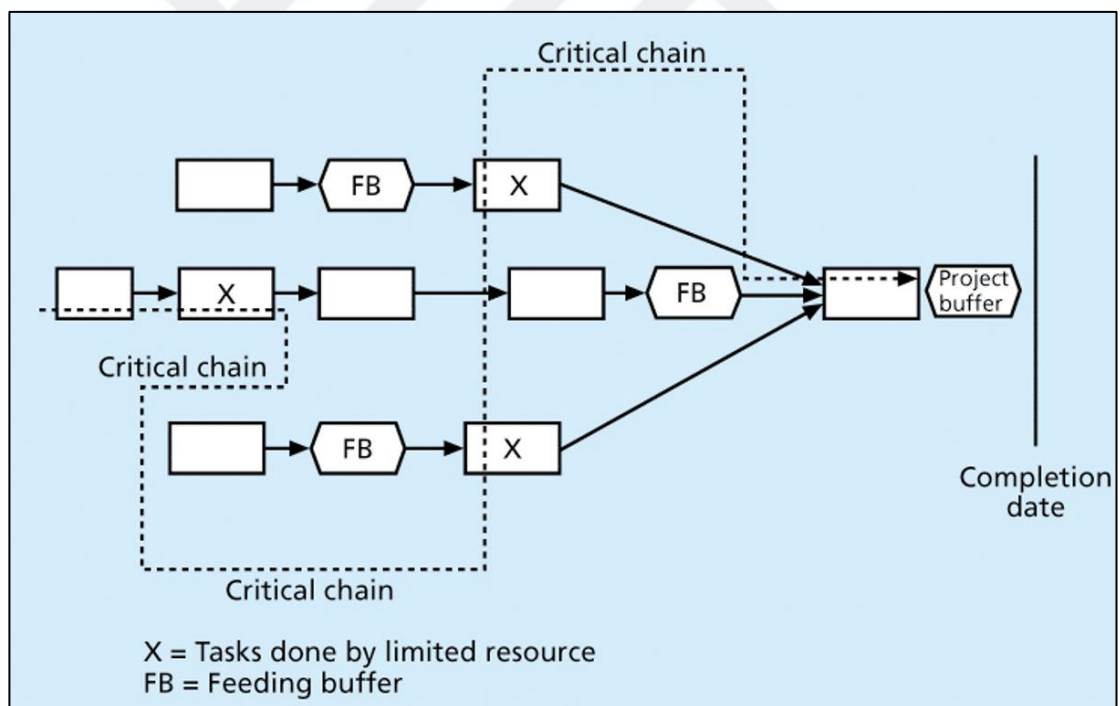 Critical chain
FB
X
X
FB
Project
buffer
Critical chain
FB
X
Completion
date
Critical chain
X = Tasks done by limited resource
FB = Feeding buffer